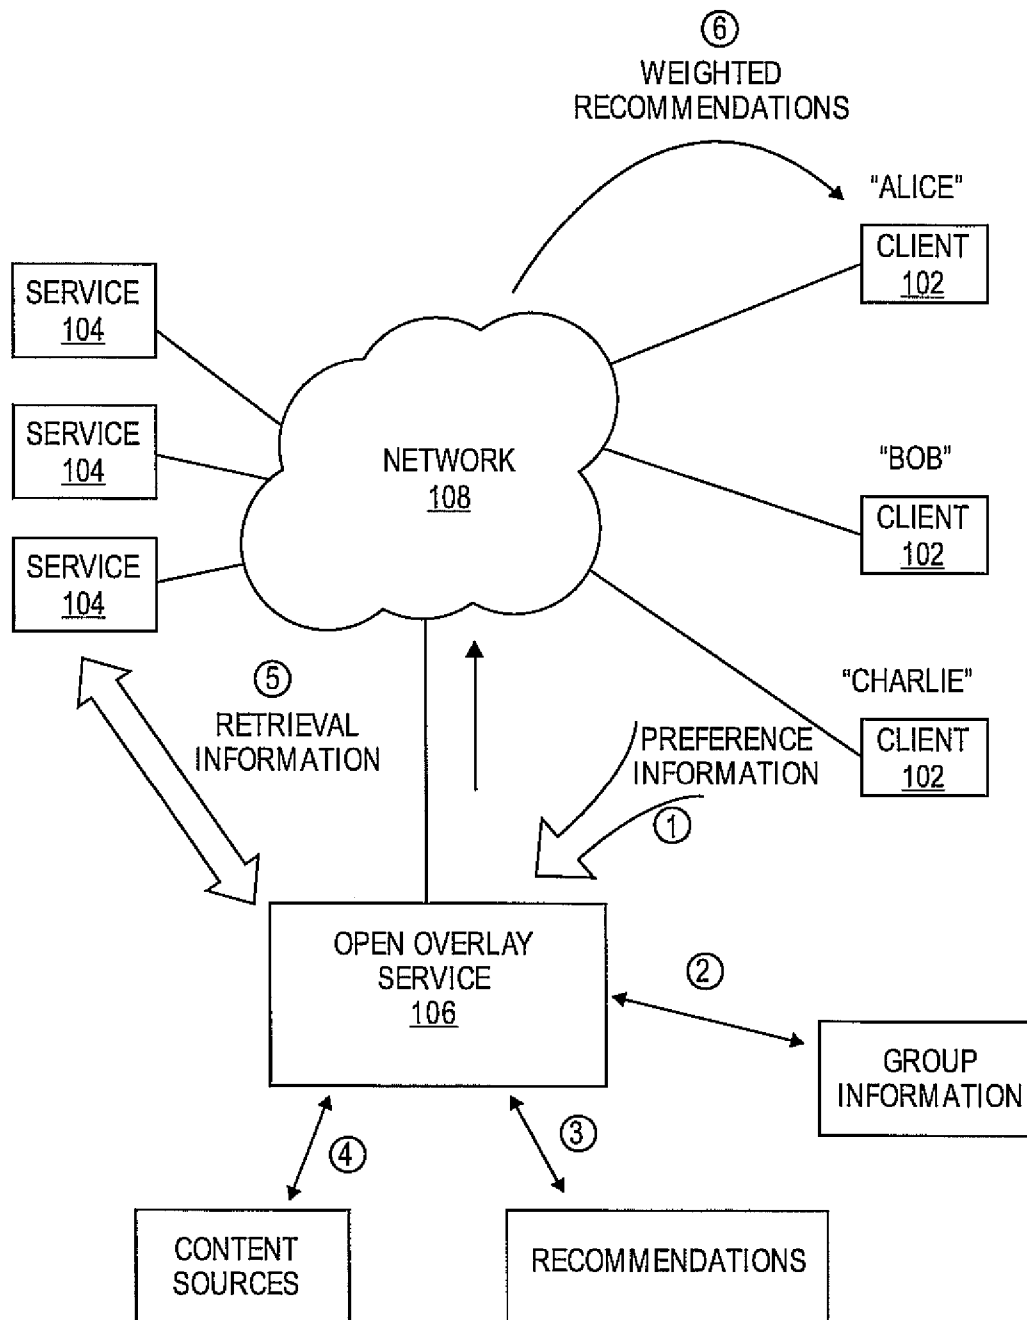 ⑥
WEIGHTED
RECOMMENDATIONS
"ALICE"
CLIENT
102
SERVICE
104
SERVICE
104
NETWORK
108
"BOB"
CLIENT
102
SERVICE
104
⑤
RETRIEVAL
INFORMATION
"CHARLIE"
CLIENT
102
PREFERENCE
INFORMATION
①
OPEN OVERLAY
SERVICE
106
②
GROUP
INFORMATION
③
④
CONTENT
SOURCES
RECOMMENDATIONS